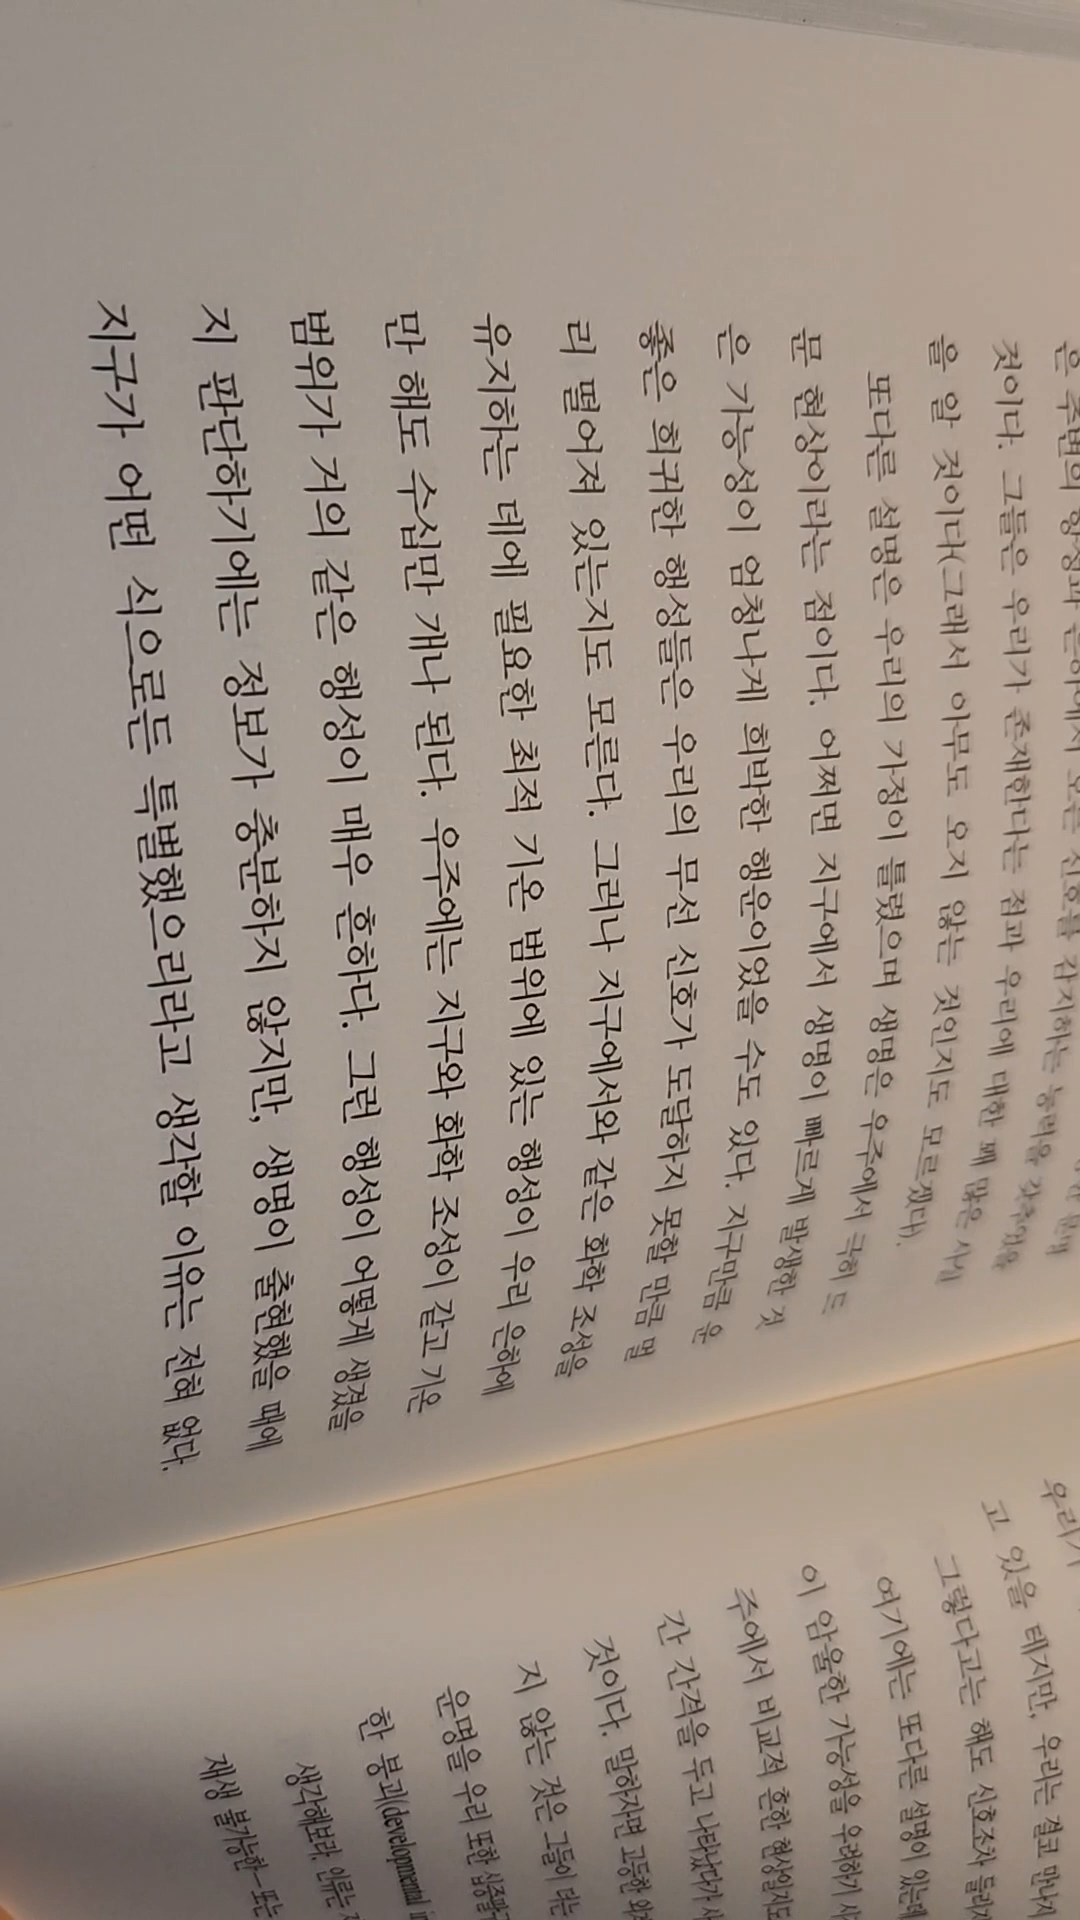 것이다. 그들은 우리가 존재한다는 점과 우리에 대한 꽤 많은 사실
을 알 것이다(그래서 아무도 오지 않는 것인지도 모르겠다).
또다른 설명은 우리의 가정이 틀렸으며 생명은 우주에서 극히 드
문 현상이라는 점이다. 어쩌면 지구에서 생명이 빠르게 발생한 것
은 가능성이 엄청나게 희박한 행운이었을 수도 있다. 지구만큼 운
좋은 희귀한 행성들은 우리의 무선 신호가 도달하지 못할 만큼 멀
리 떨어져 있는지도 모른다. 그러나 지구에서와 같은 화학 조성을
유지하는 데에 필요한 최적 기온 범위에 있는 행성이 우리 은하에
만 해도 수십만 개나 된다. 우주에는 지구와 화학 조성이 같고 기온
범위가 거의 같은 행성이 매우 흔하다. 그런 행성이 어떻게 생겼을
지 판단하기에는 정보가 충분하지 않지만, 생명이 출현했을 때에
지구가 어떤 식으로든 특별했으리라고 생각할 이유는 전혀 없다.
우리가
고 있을 테지만, 우리는 결코 만나지
그렇다고는 해도 신호조차 들리지
여기에는 또다른 설명이 있는데
이 암울한 가능성을 우려하기 시
주에서 비교적 흔한 현상일지도
간 간격을 두고 나타났다가 사
것이다. 말하자면 고등한 외계
지 않는 것은 그들이 대는
운명을 우리 또한 십중팔구
한 붕괴(developmental in
생각해보라. 인류는 지
재생 불가능한—또는